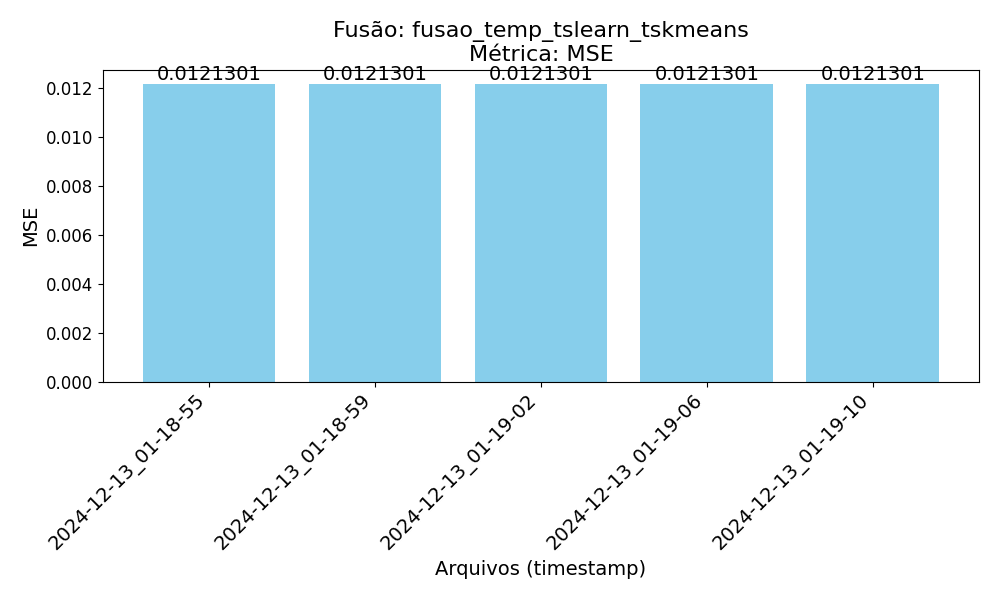 Fusão: fusao_temp_tslearn_tskmeans
Métrica: MSE
0.0121301 0.0121301 0.0121301 0.0121301 0.0121301
0.012
0.010
0.008
0.006
0.004
0.002
0.000
MSE
2024-12-13_01-18-55
2024-12-13_01-18-59
2024-12-13_01-19-02
2024-12-13_01-19-06
2024-12-13_01-19-10
Arquivos (timestamp)